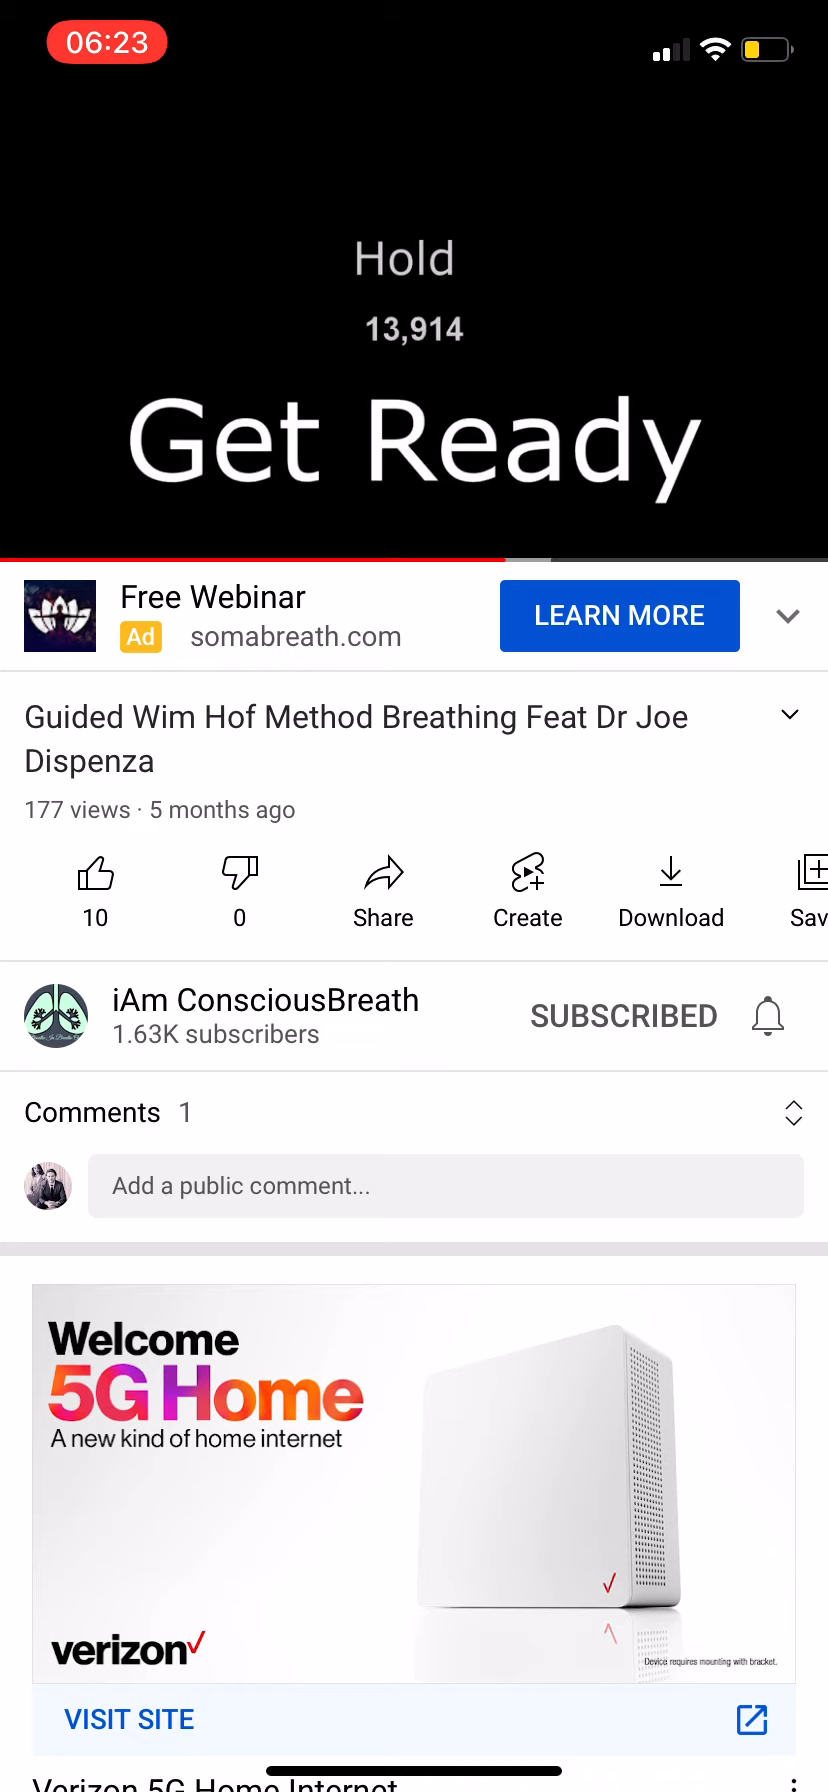 06:23
Hold
13,914
Get Ready
Free Webinar
Ad somabreath.com
LEARN MORE
Guided Wim Hof Method Breathing Feat Dr Joe
Dispenza
177 views · 5 months ago
10
0
Share
Create
Download
Sav
iAm ConsciousBreath
1.63K subscribers
SUBSCRIBED
Comments 1
Add a public comment...
Welcome
5G Home
A new kind of home internet
verizon
Device requires mounting with bracket.
VISIT SITE
Verizon 5G Home Internet